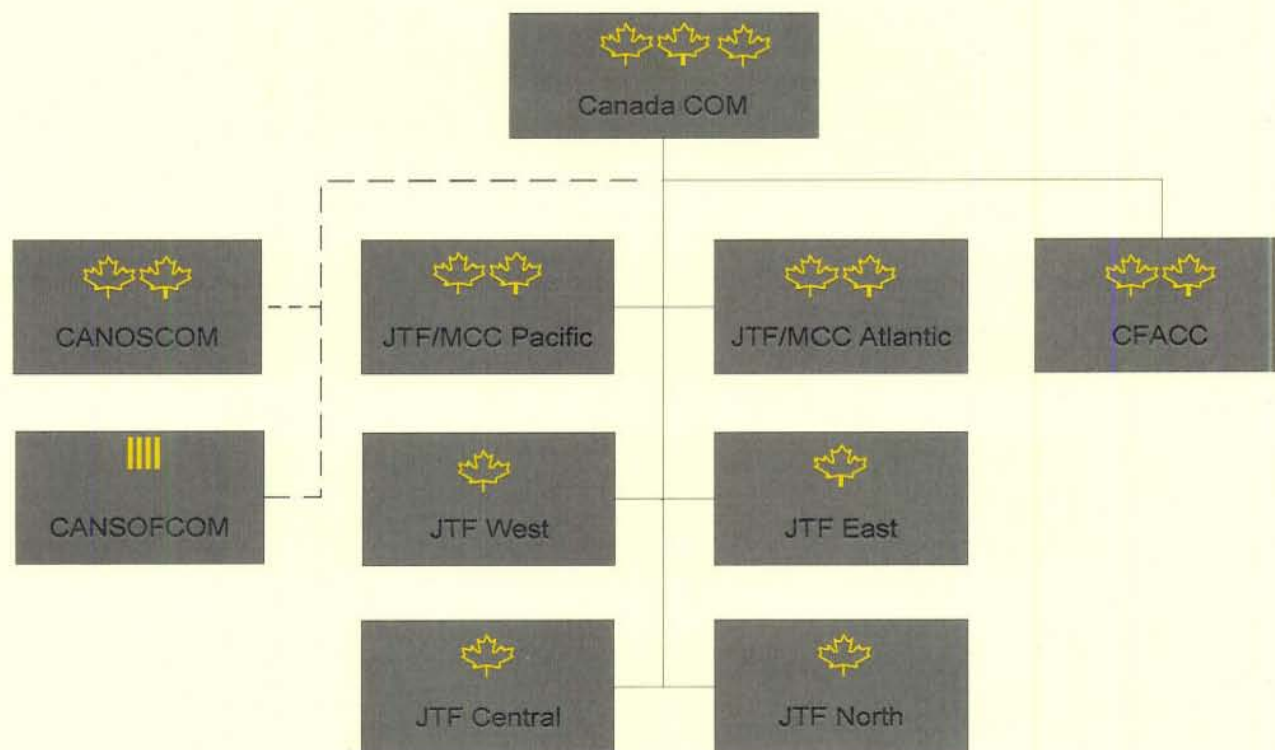 Canada COM
CANOSCOM
JTF/MCC Pacific
JTF/MCC Atlantic
CFACC
CANSOFCOM
JTF West
JTF East
JTF Central
JTF North